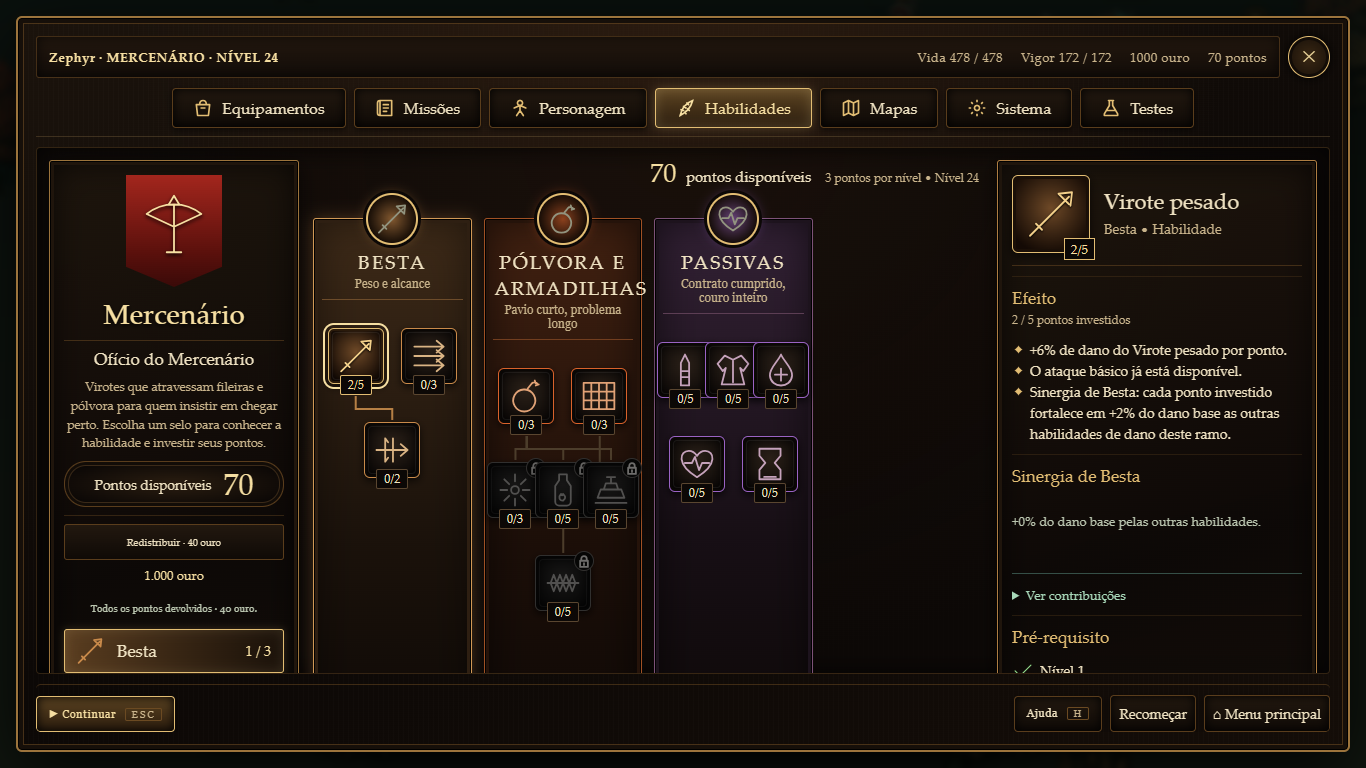 Zephyr · MERCENÁRIO · NÍVEL 24
Vida 478 / 478 Vigor 172 / 172 1000 ouro 70 pontos
Equipamentos Missões Personagem Habilidades Mapas Sistema Testes
Mercenário
Ofício do Mercenário
Virotes que atravessam fileiras e
pólvora para quem insistir em chegar
perto. Escolha um selo para conhecer a
habilidade e investir seus pontos.
Pontos disponíveis 70
Redistribuir · 40 ouro
1.000 ouro
Todos os pontos devolvidos · 40 ouro.
Besta 1 / 3
70 pontos disponíveis 3 pontos por nível • Nível 24
BESTA
Peso e alcance
2/5 0/3
0/2
PÓLVORA E
ARMADILHAS
Pavio curto, problema
longo
0/3 0/3
0/3 0/5 0/5
0/5
PASSIVAS
Contrato cumprido,
couro inteiro
0/5 0/5 0/5
0/5 0/5
Virote pesado
Besta • Habilidade
2/5
Efeito
2 / 5 pontos investidos
+6% de dano do Virote pesado por ponto.
O ataque básico já está disponível.
Sinergia de Besta: cada ponto investido
fortalece em +2% do dano base as outras
habilidades de dano deste ramo.
Sinergia de Besta
+0% do dano base pelas outras habilidades.
Ver contribuições
Pré-requisito
Nível 1
Continuar ESC
Ajuda H
Recomeçar
Menu principal